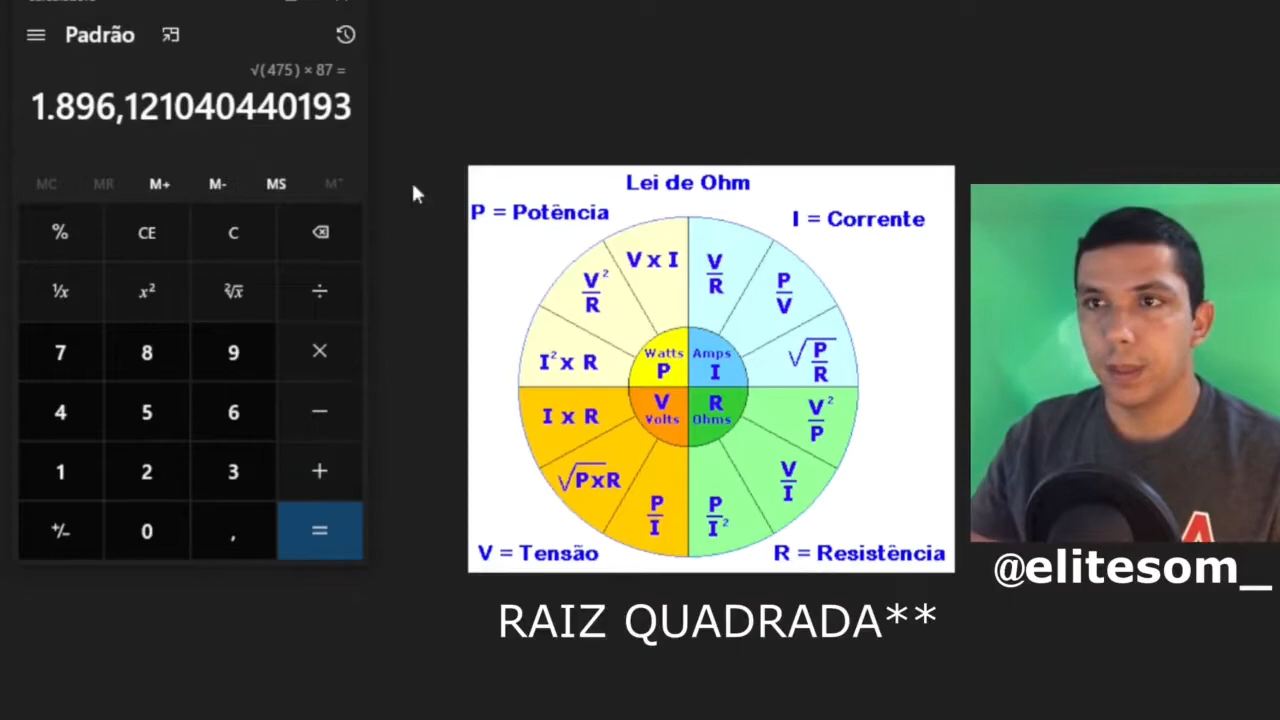 Padrão
√(475) × 87 =
1.896,121040440193
MC MR M+ M- MS
% CE C
¹/x x² ²√x ÷
7 8 9 ×
4 5 6 −
1 2 3 +
+/- 0 , =
Lei de Ohm
P = Potência
I = Corrente
V x I
V
R
V²
R
P
V
I² x R
√P
R
Watts
P
Amps
I
V
Volts
R
Ohms
I x R
V²
P
√PxR
V
I
P
I
P
I²
V = Tensão
R = Resistência
@elitesom_
RAIZ QUADRADA**